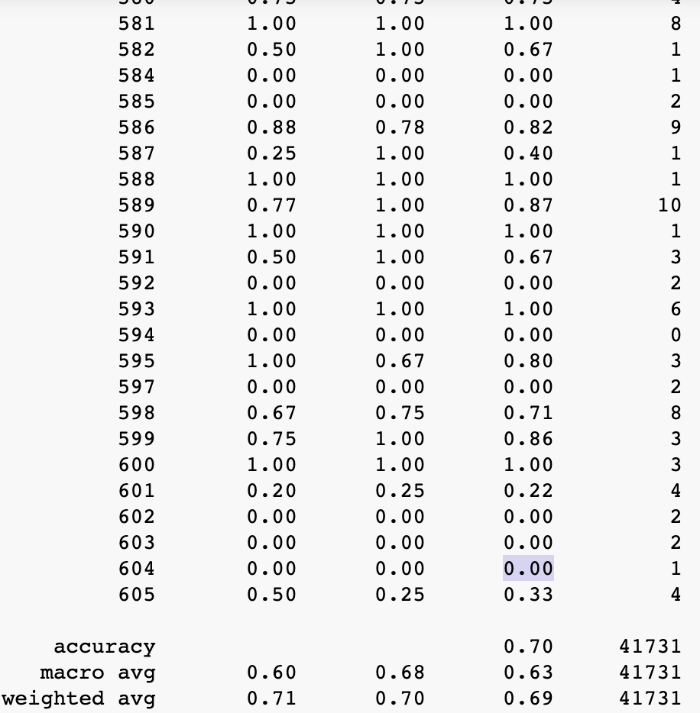 581 1.00 1.00 1.00 8
582 0.50 1.00 0.67 1
584 0.00 0.00 0.00 1
585 0.00 0.00 0.00 2
586 0.88 0.78 0.82 9
587 0.25 1.00 0.40 1
588 1.00 1.00 1.00 1
589 0.77 1.00 0.87 10
590 1.00 1.00 1.00 1
591 0.50 1.00 0.67 3
592 0.00 0.00 0.00 2
593 1.00 1.00 1.00 6
594 0.00 0.00 0.00 0
595 1.00 0.67 0.80 3
597 0.00 0.00 0.00 2
598 0.67 0.75 0.71 8
599 0.75 1.00 0.86 3
600 1.00 1.00 1.00 3
601 0.20 0.25 0.22 4
602 0.00 0.00 0.00 2
603 0.00 0.00 0.00 2
604 0.00 0.00 0.00 1
605 0.50 0.25 0.33 4
accuracy 0.70 41731
macro avg 0.60 0.68 0.63 41731
weighted avg 0.71 0.70 0.69 41731